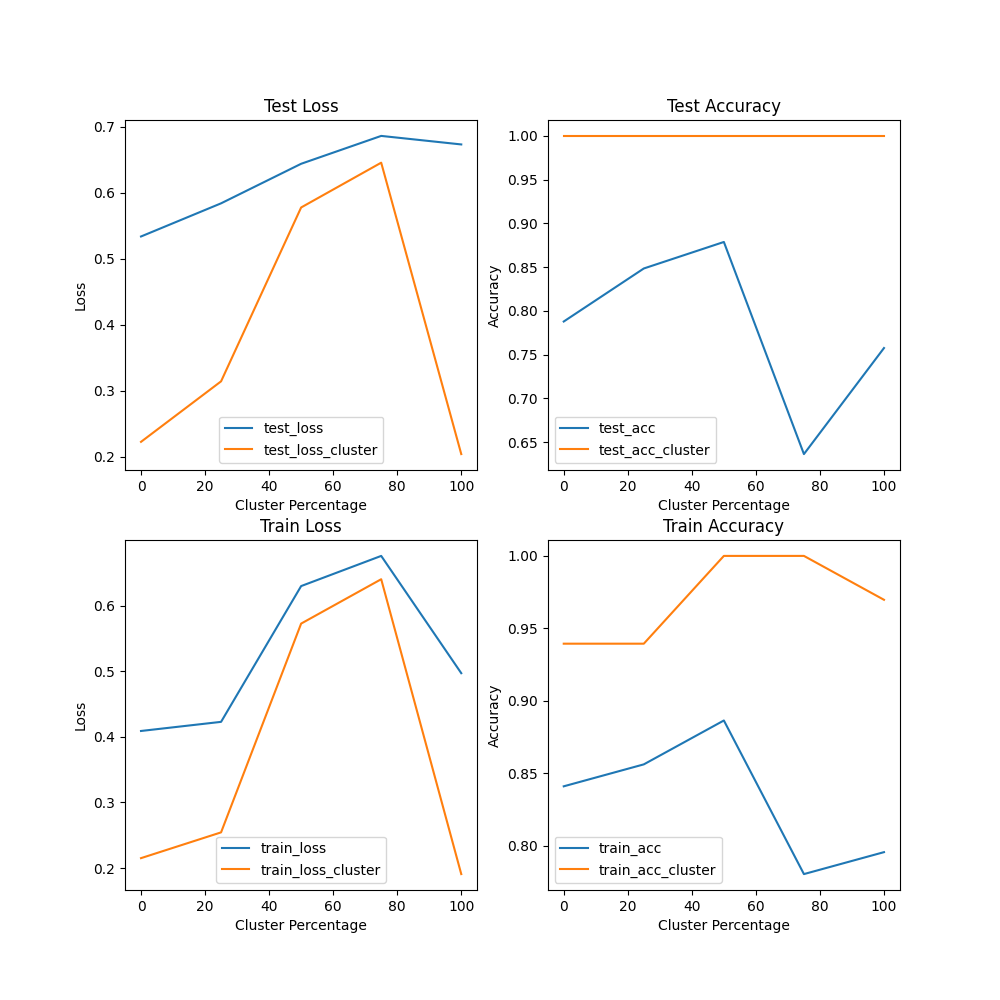 Test Loss
Loss
0.7
0.6
0.5
0.4
0.3
0.2
test_loss
test_loss_cluster
0 20 40 60 80 100
Cluster Percentage
Test Accuracy
Accuracy
1.00
0.95
0.90
0.85
0.80
0.75
0.70
0.65
test_acc
test_acc_cluster
0 20 40 60 80 100
Cluster Percentage
Train Loss
Loss
0.6
0.5
0.4
0.3
0.2
train_loss
train_loss_cluster
0 20 40 60 80 100
Cluster Percentage
Train Accuracy
Accuracy
1.00
0.95
0.90
0.85
0.80
train_acc
train_acc_cluster
0 20 40 60 80 100
Cluster Percentage